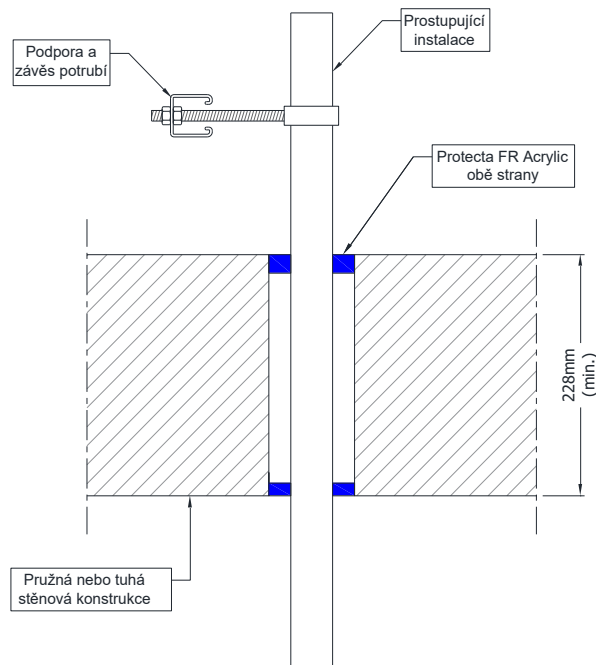 Prostupující
instalace
Podpora a
závěs potrubí
Protecta FR Acrylic
obě strany
228mm
(min.)
Pružná nebo tuhá
stěnová konstrukce